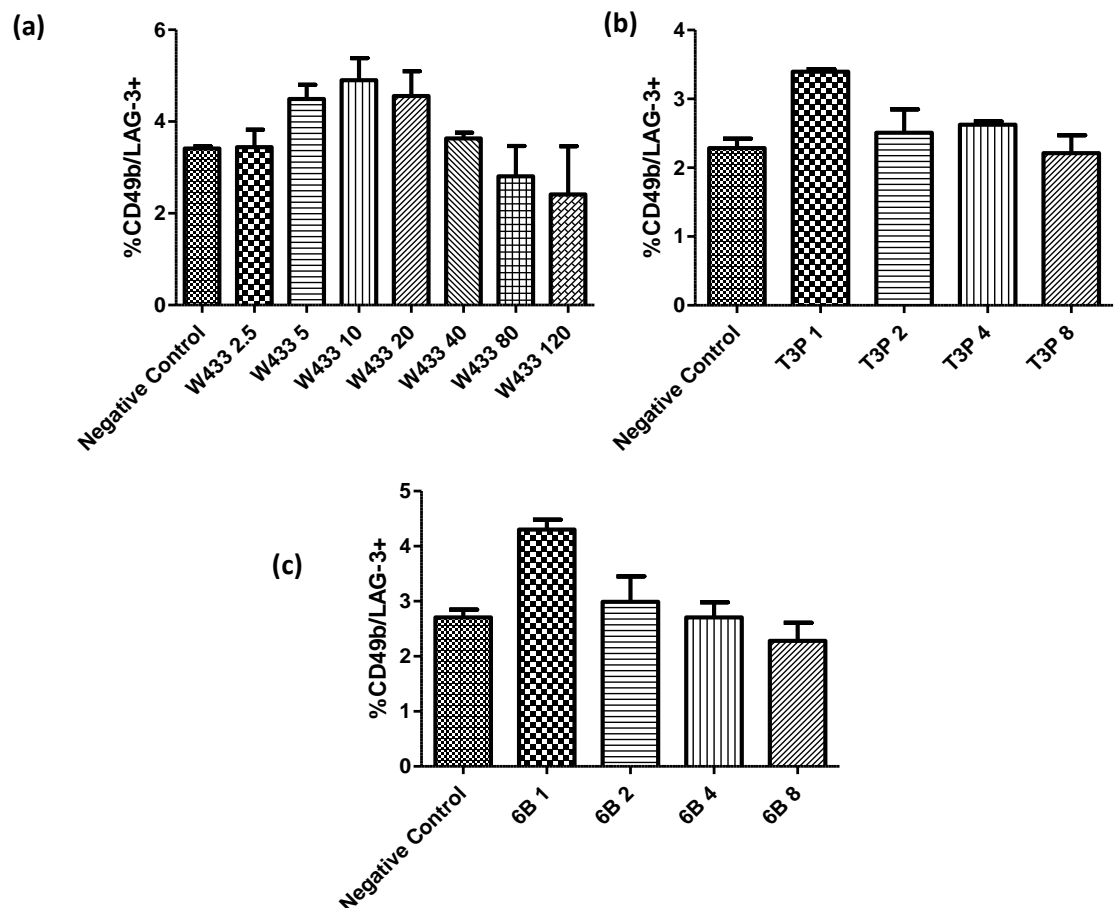 (a)
%CD49b/LAG-3+
6
4
2
0
Negative Control
W433 2.5
W433 5
W433 10
W433 20
W433 40
W433 80
W433 120
(b)
%CD49b/LAG-3+
4
3
2
1
0
Negative Control
T3P 1
T3P 2
T3P 4
T3P 8
(c)
%CD49b/LAG-3+
5
4
3
2
1
0
Negative Control
6B 1
6B 2
6B 4
6B 8